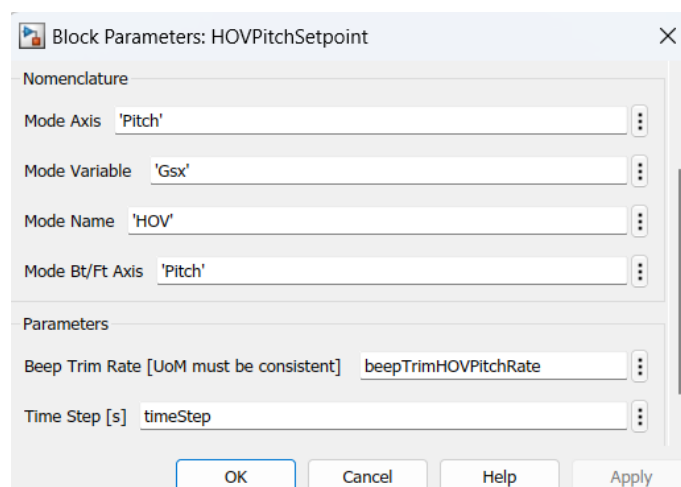 Block Parameters: HOVPitchSetpoint
Nomenclature
Mode Axis 'Pitch'
Mode Variable 'Gsx'
Mode Name 'HOV'
Mode Bt/Ft Axis 'Pitch'
Parameters
Beep Trim Rate [UoM must be consistent] beepTrimHOVPitchRate
Time Step [s] timeStep
OK Cancel Help Apply